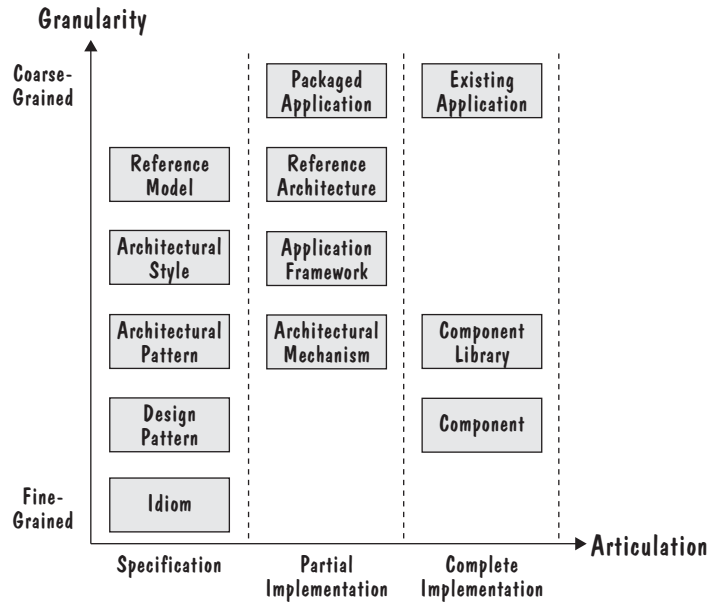 Granularity
Coarse-
Grained
Packaged
Application
Existing
Application
Reference
Model
Reference
Architecture
Architectural
Style
Application
Framework
Architectural
Pattern
Architectural
Mechanism
Component
Library
Design
Pattern
Component
Fine-
Grained
Idiom
Articulation
Specification
Partial
Implementation
Complete
Implementation